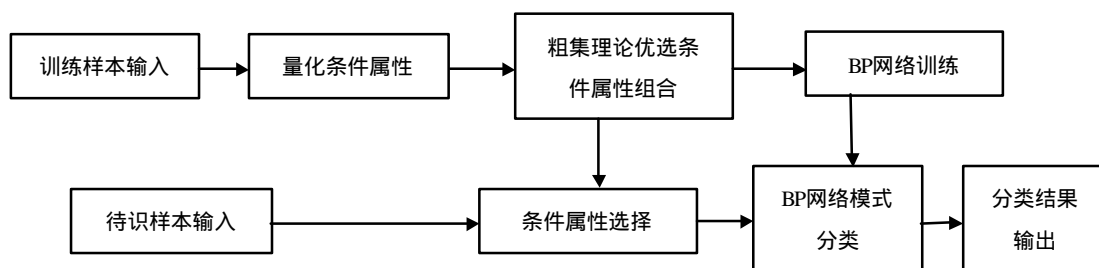 训练样本输入
量化条件属性
粗集理论优选条
件属性组合
BP网络训练
待识样本输入
条件属性选择
BP网络模式
分类
分类结果
输出